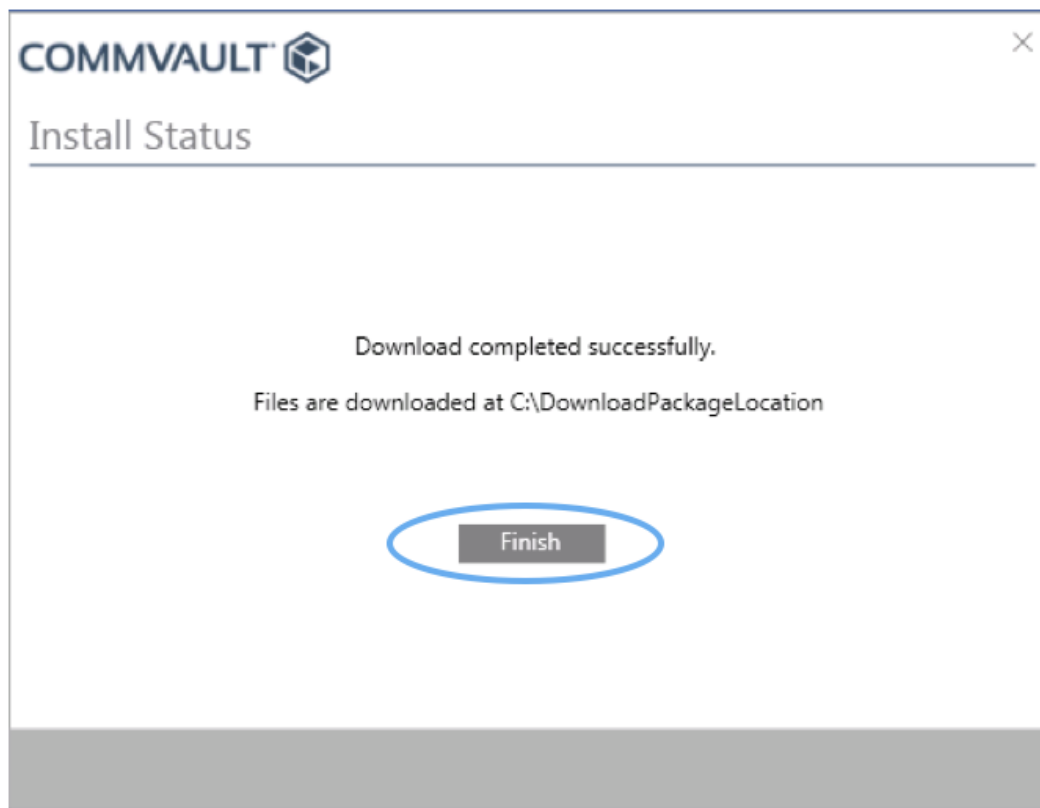 COMMVAULT
Install Status
Download completed successfully.
Files are downloaded at C:\DownloadPackageLocation
Finish